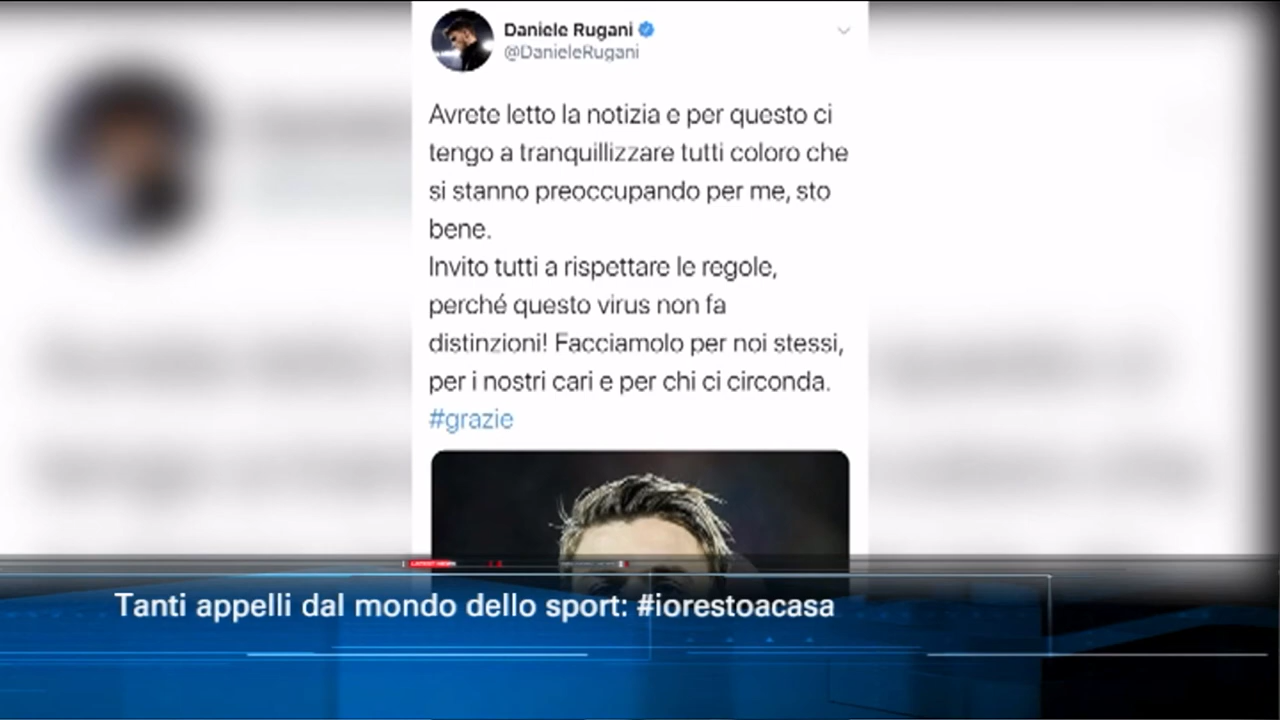 Daniele Rugani
@DanieleRugani
Avrete letto la notizia e per questo ci
tengo a tranquillizzare tutti coloro che
si stanno preoccupando per me, sto
bene.
Invito tutti a rispettare le regole,
perché questo virus non fa
distinzioni! Facciamolo per noi stessi,
per i nostri cari e per chi ci circonda.
#grazie
LATEST NEWS
Tanti appelli dal mondo dello sport: #iorestoacasa